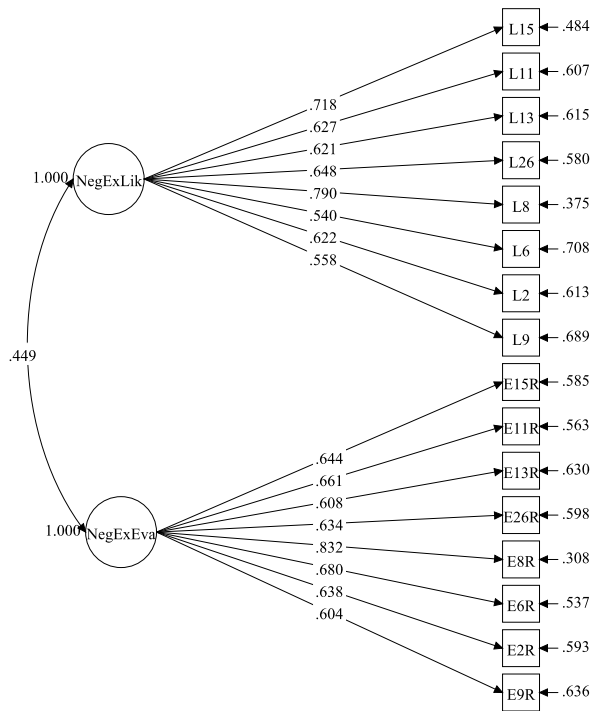 L15 .484
L11 .607
.718
L13 .615
.627
.621
L26 .580
.648
1.000 NegExLik
.790
L8 .375
.540
.622
L6 .708
.558
L2 .613
L9 .689
.449
E15R .585
E11R .563
.644
.661
E13R .630
.608
.634
E26R .598
1.000 NegExEva
.832
E8R .308
.680
.638
E6R .537
.604
E2R .593
E9R .636